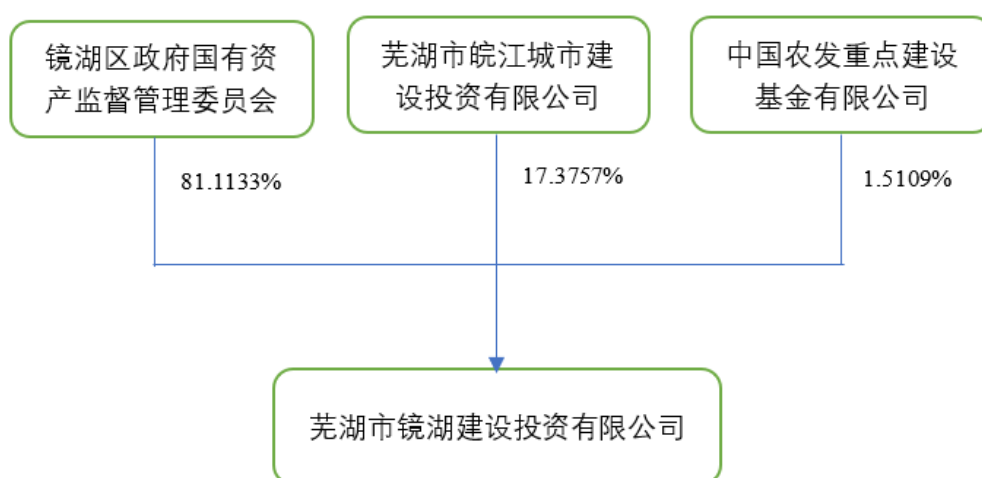 镜湖区政府国有资
产监督管理委员会
芜湖市皖江城市建
设投资有限公司
中国农发重点建设
基金有限公司
81.1133%
17.3757%
1.5109%
芜湖市镜湖建设投资有限公司